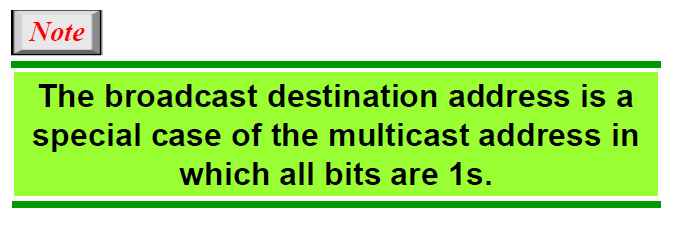 Note
The broadcast destination address is a
special case of the multicast address in
which all bits are 1s.